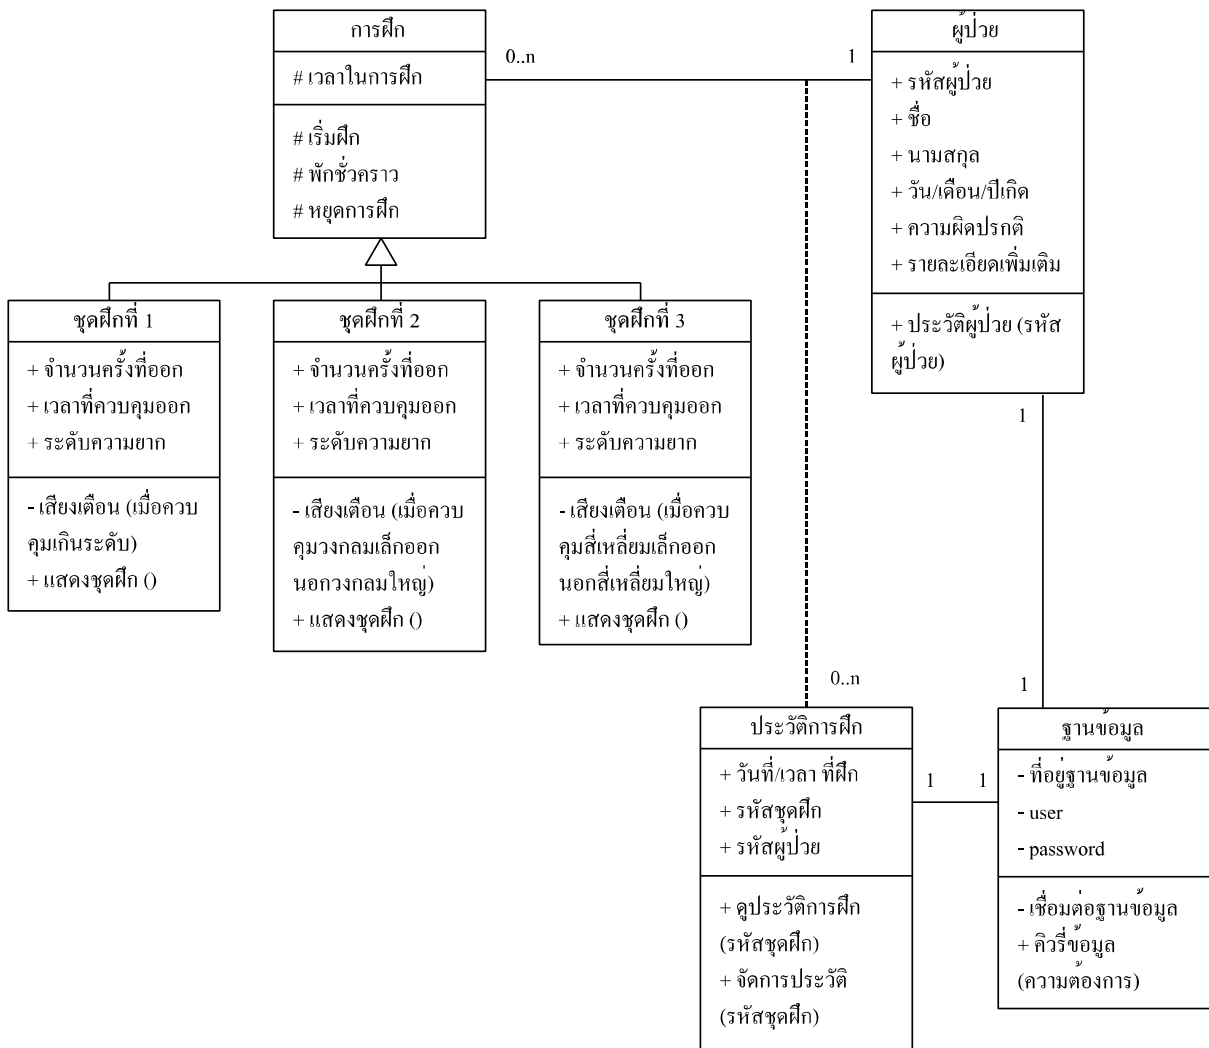 การฝึก
# เวลาในการฝึก
# เริ่มฝึก
# พักชั่วคราว
# หยุดการฝึก
0..n
1
ผู้ป่วย
+ รหัสผู้ป่วย
+ ชื่อ
+ นามสกุล
+ วัน/เดือน/ปีเกิด
+ ความผิดปรกติ
+ รายละเอียดเพิ่มเติม
+ ประวัติผู้ป่วย (รหัส
ผู้ป่วย)
ชุดฝึกที่ 1
+ จำนวนครั้งที่ออก
+ เวลาที่ควบคุมออก
+ ระดับความยาก
- เสียงเตือน (เมื่อควบ
คุมเกินระดับ)
+ แสดงชุดฝึก ()
ชุดฝึกที่ 2
+ จำนวนครั้งที่ออก
+ เวลาที่ควบคุมออก
+ ระดับความยาก
- เสียงเตือน (เมื่อควบ
คุมวงกลมเล็กออก
นอกวงกลมใหญ่)
+ แสดงชุดฝึก ()
ชุดฝึกที่ 3
+ จำนวนครั้งที่ออก
+ เวลาที่ควบคุมออก
+ ระดับความยาก
- เสียงเตือน (เมื่อควบ
คุมสี่เหลี่ยมเล็กออก
นอกสี่เหลี่ยมใหญ่)
+ แสดงชุดฝึก ()
1
1
0..n
ประวัติการฝึก
+ วันที่/เวลา ที่ฝึก
+ รหัสชุดฝึก
+ รหัสผู้ป่วย
+ ดูประวัติการฝึก
(รหัสชุดฝึก)
+ จัดการประวัติ
(รหัสชุดฝึก)
1
1
ฐานข้อมูล
- ที่อยู่ฐานข้อมูล
- user
- password
- เชื่อมต่อฐานข้อมูล
+ คิวรี่ข้อมูล
(ความต้องการ)